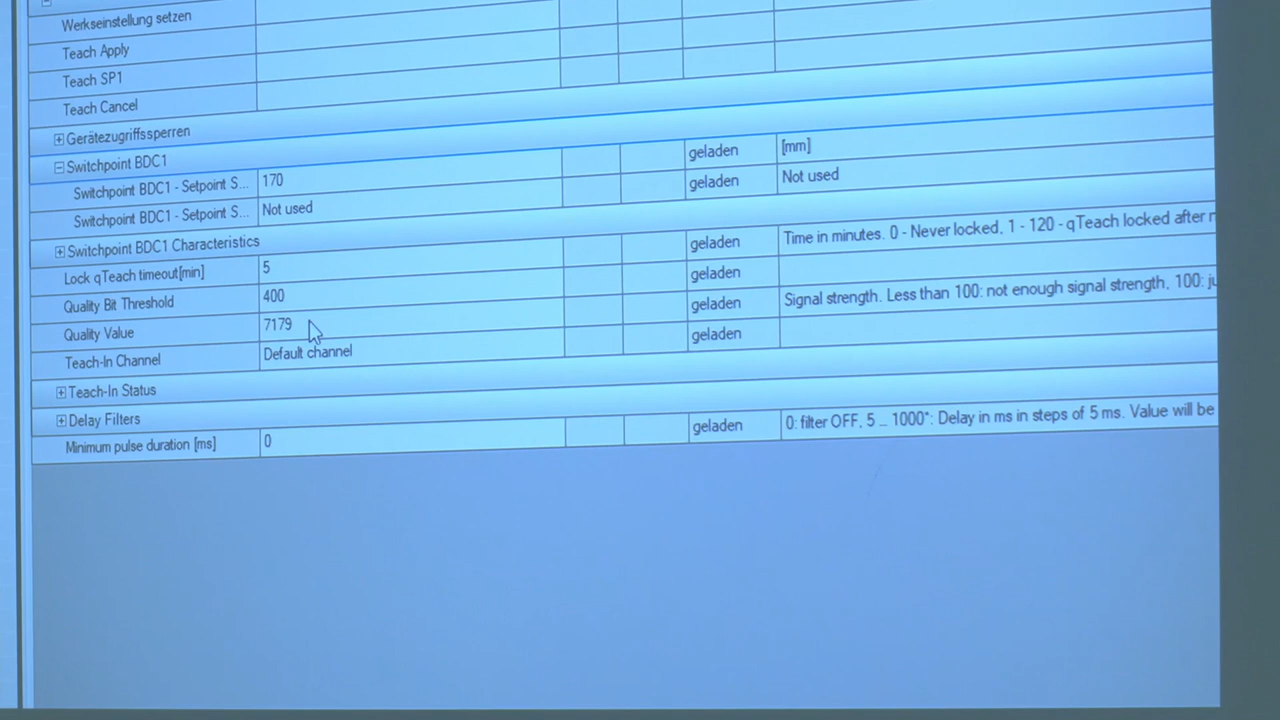 Werkseinstellung setzen
Teach Apply
Teach SP1
Teach Cancel
Gerätezugriffssperren
Switchpoint BDC1
Switchpoint BDC1 - Setpoint S... 170 geladen [mm]
Switchpoint BDC1 - Setpoint S... Not used geladen Not used
Switchpoint BDC1 Characteristics
Lock qTeach timeout[min] 5 geladen Time in minutes. 0 - Never locked, 1 - 120 - qTeach locked after
Quality Bit Threshold 400 geladen
Quality Value 7179 geladen Signal strength. Less than 100: not enough signal strength, 100:
Teach-In Channel Default channel geladen
Teach-In Status
Delay Filters
Minimum pulse duration [ms] 0 geladen 0: filter OFF, 5 ... 1000*: Delay in ms in steps of 5 ms. Value will be